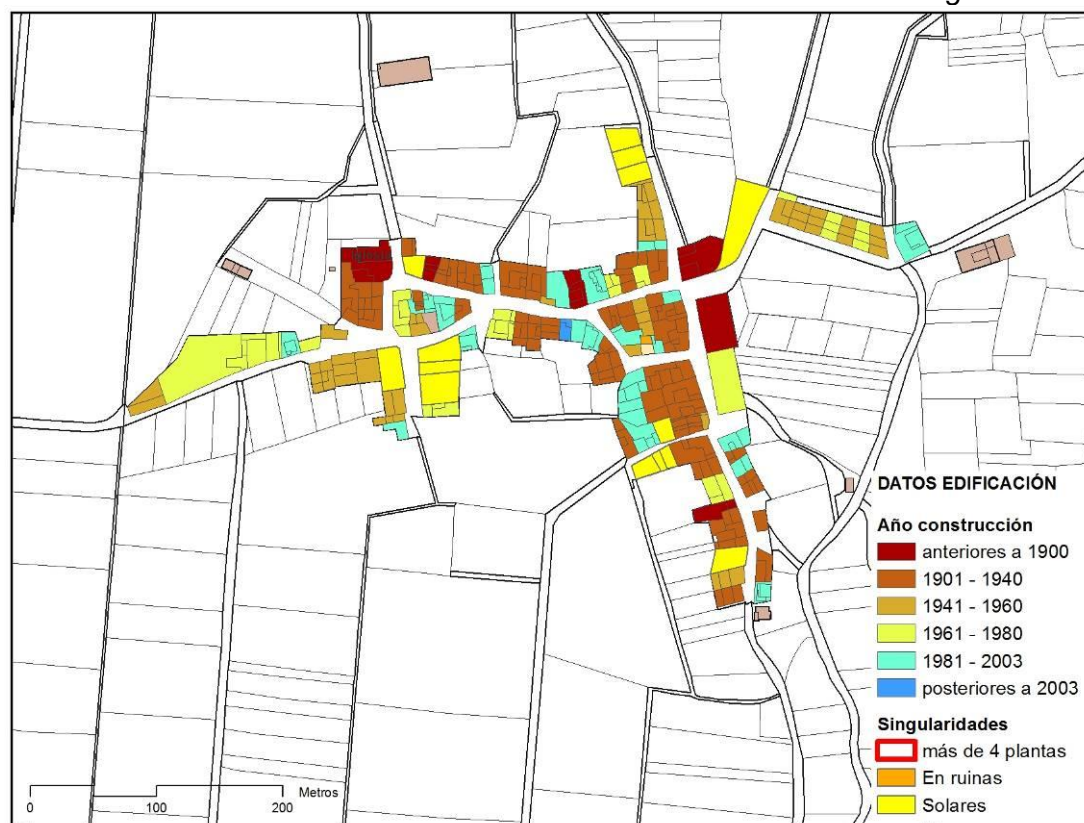 DATOS EDIFICACIÓN
Año construcción
anteriores a 1900
1901 - 1940
1941 - 1960
1961 - 1980
1981 - 2003
posteriores a 2003
Singularidades
más de 4 plantas
En ruinas
Solares
Metros
0 100 200